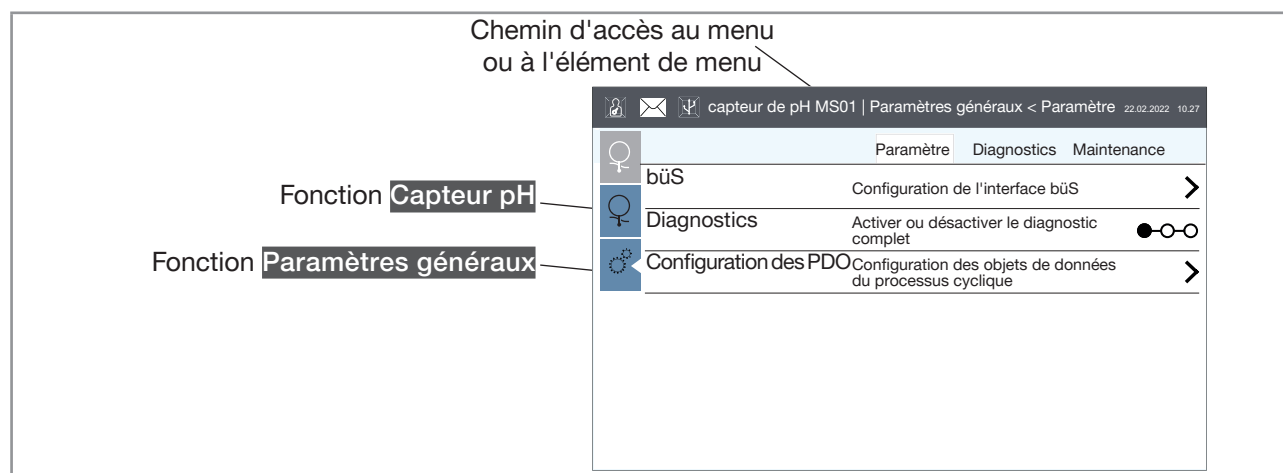 Chemin d'accès au menu
ou à l'élément de menu
capteur de pH MS01 | Paramètres généraux < Paramètre 22.02.2022 10.27
Paramètre Diagnostics Maintenance
büS
Configuration de l'interface büS
Fonction Capteur pH
Diagnostics
Activer ou désactiver le diagnostic
complet
Fonction Paramètres généraux
Configuration des PDO
Configuration des objets de données
du processus cyclique